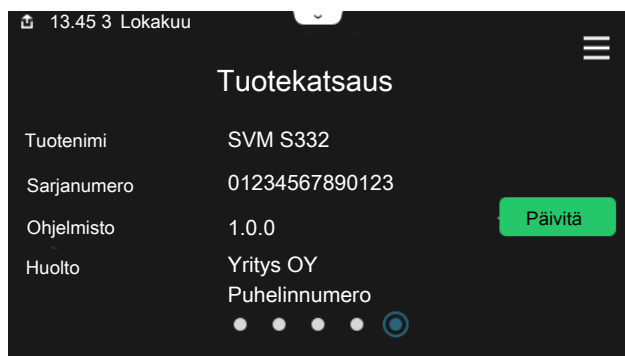 13.45 3 Lokakuu
Tuotekatsaus
Tuotenimi SVM S332
Sarjanumero 01234567890123
Ohjelmisto 1.0.0 Päivitä
Huolto Yritys OY
Puhelinnumero